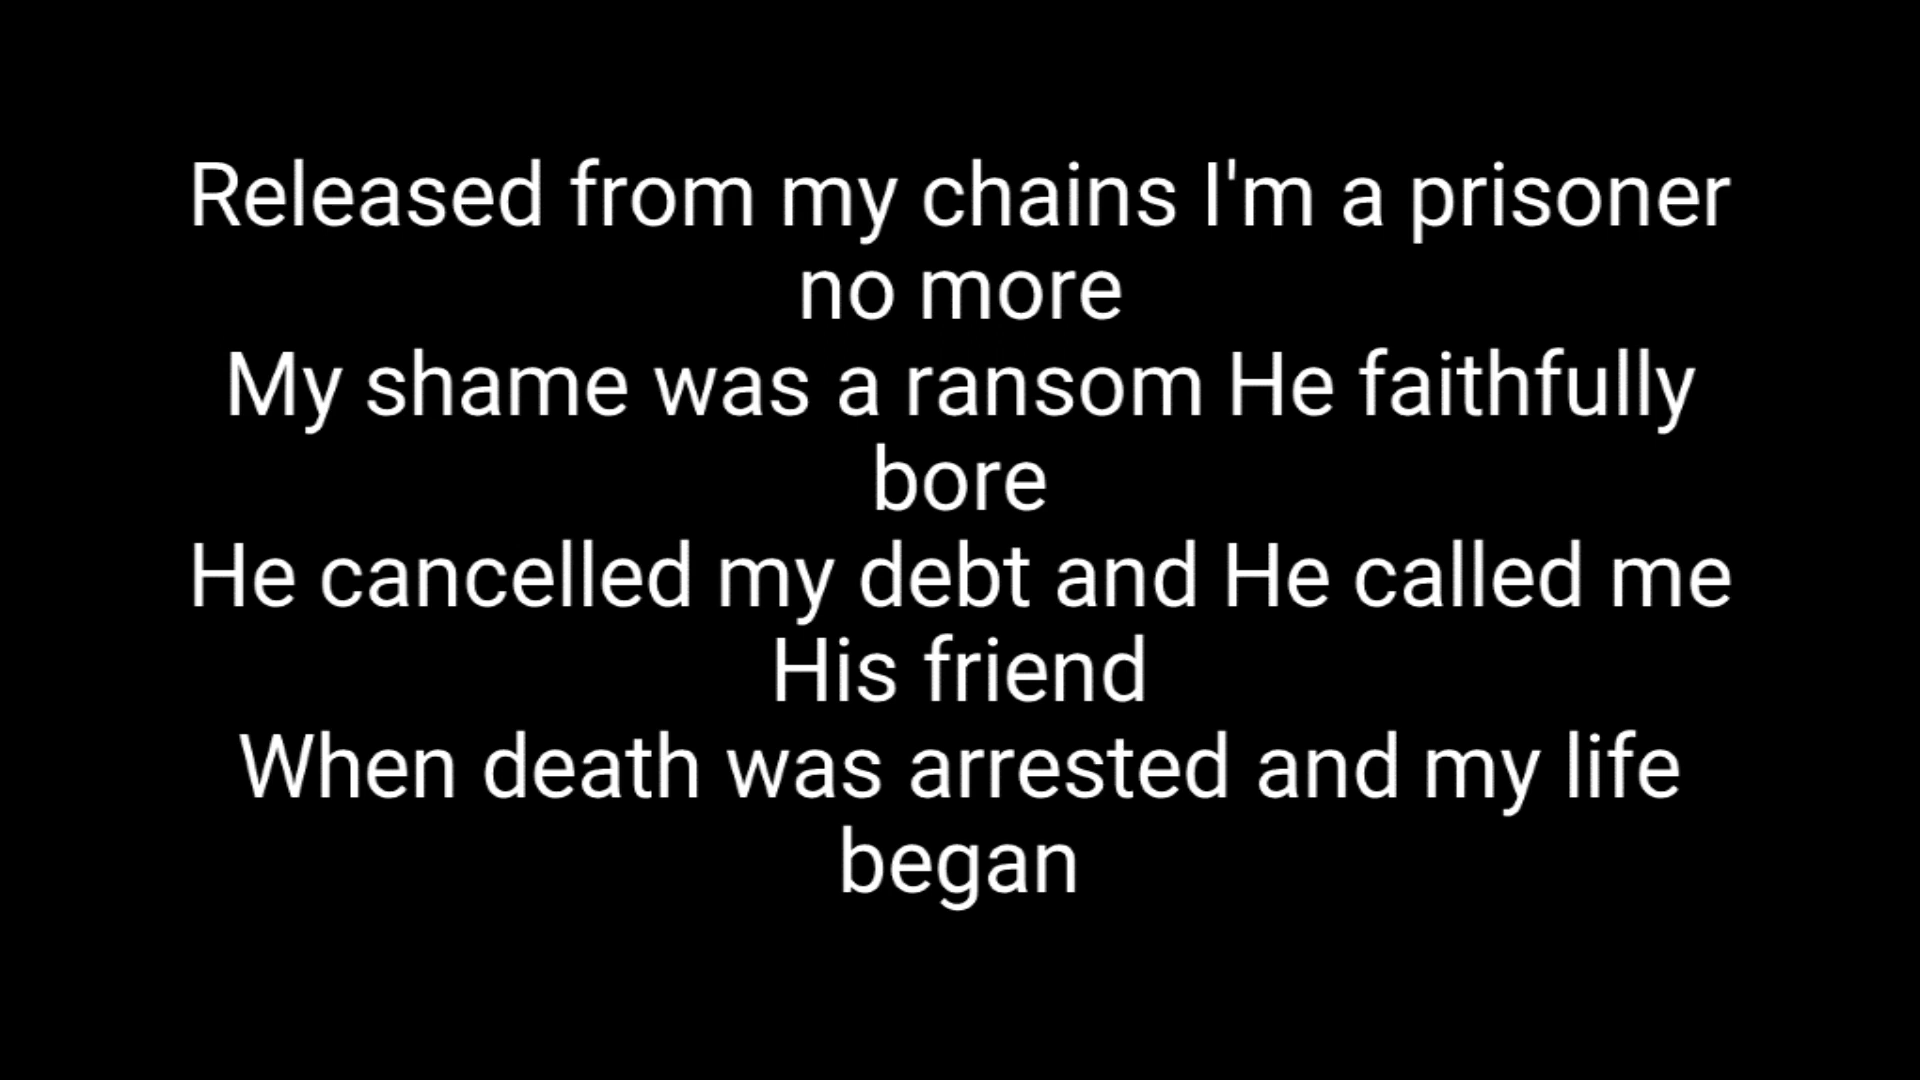 Released from my chains I'm a prisoner
no more
My shame was a ransom He faithfully
bore
He cancelled my debt and He called me
His friend
When death was arrested and my life
began